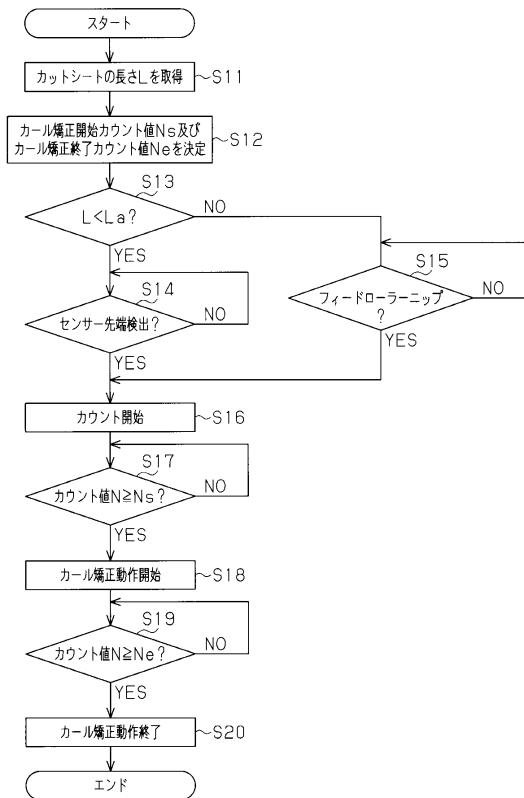 スタート
カットシートの長さLを取得
S11
カール矯正開始カウント値Ns及び
カール矯正終了カウント値Neを決定
S12
S13
L<La?
NO
YES
S14
センサー先端検出?
NO
YES
S15
フィードローラーニップ
?
NO
YES
カウント開始
S16
S17
カウント値N≧Ns?
NO
YES
カール矯正動作開始
S18
S19
カウント値N≧Ne?
NO
YES
カール矯正動作終了
S20
エンド